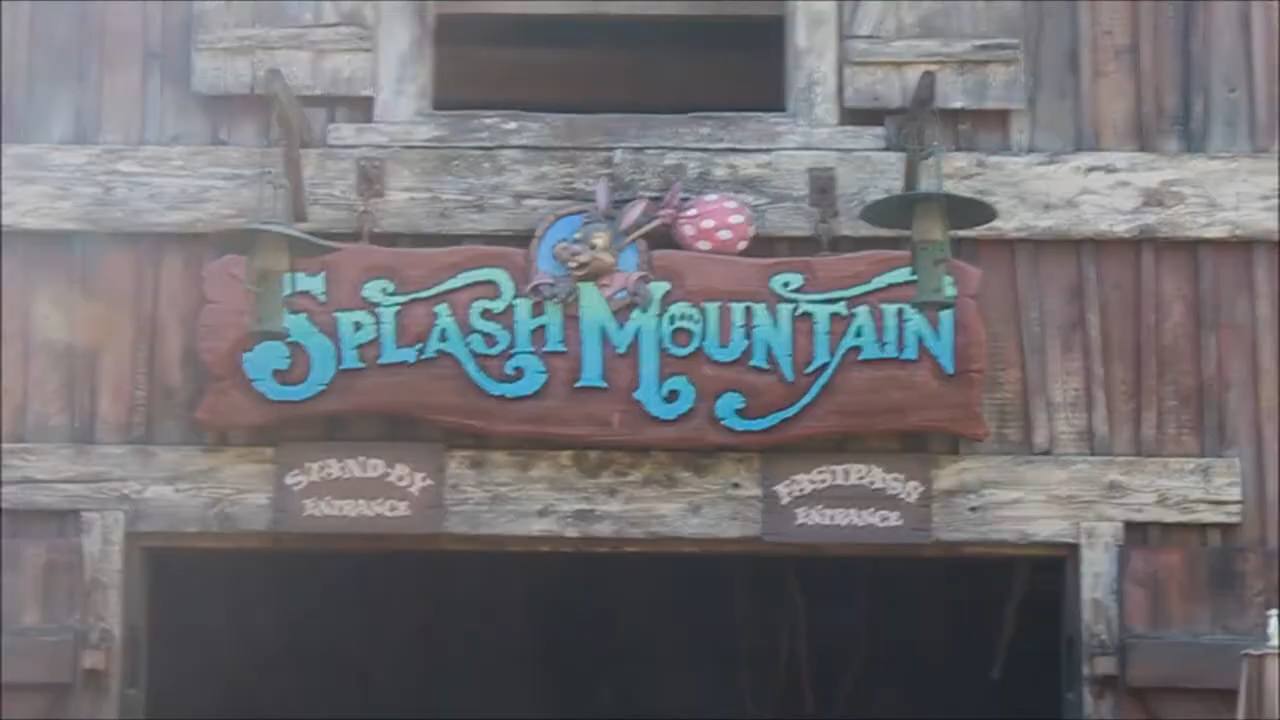 SPLASH MOUNTAIN
STAND-BY
ENTRANCE
FASTPASS
ENTRANCE